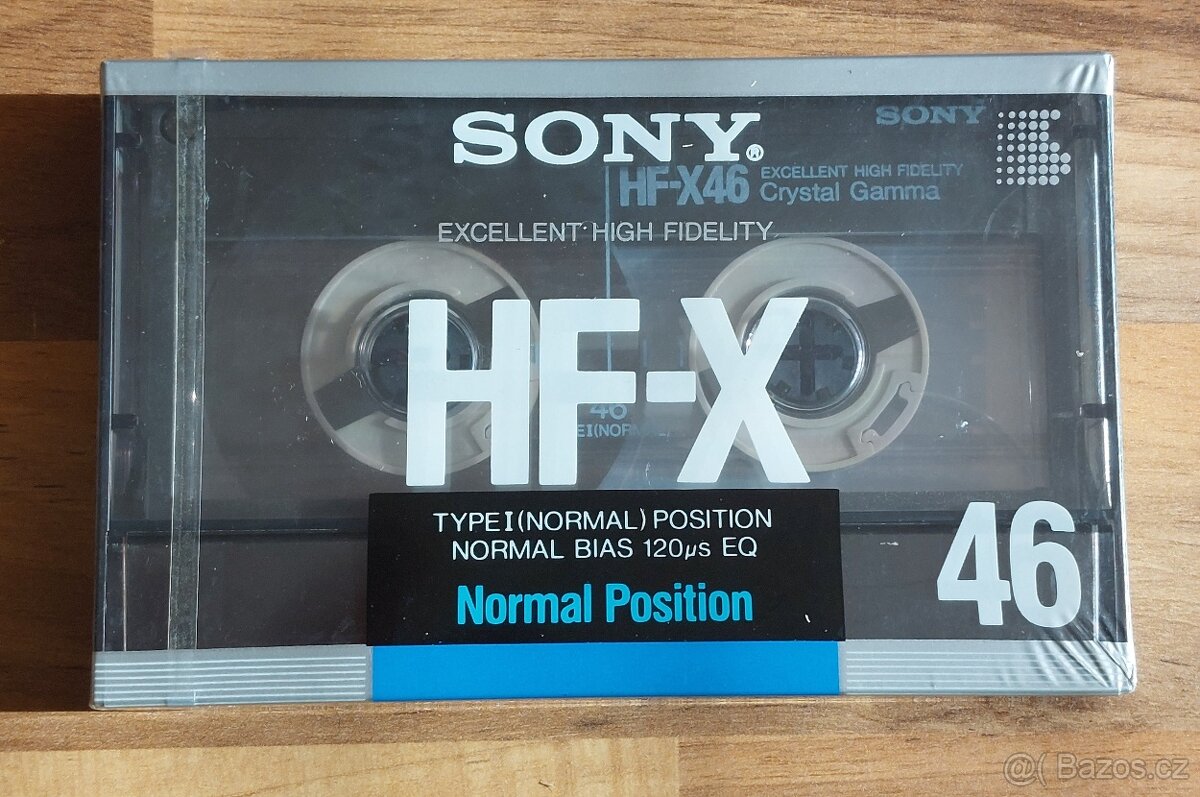 SONY®
SONY
HF-X46 EXCELLENT HIGH FIDELITY
Crystal Gamma
EXCELLENT HIGH FIDELITY
HF-X
46
TYPE I (NORMAL) POSITION
NORMAL BIAS 120µs EQ
Normal Position
46
@( Bazos.cz